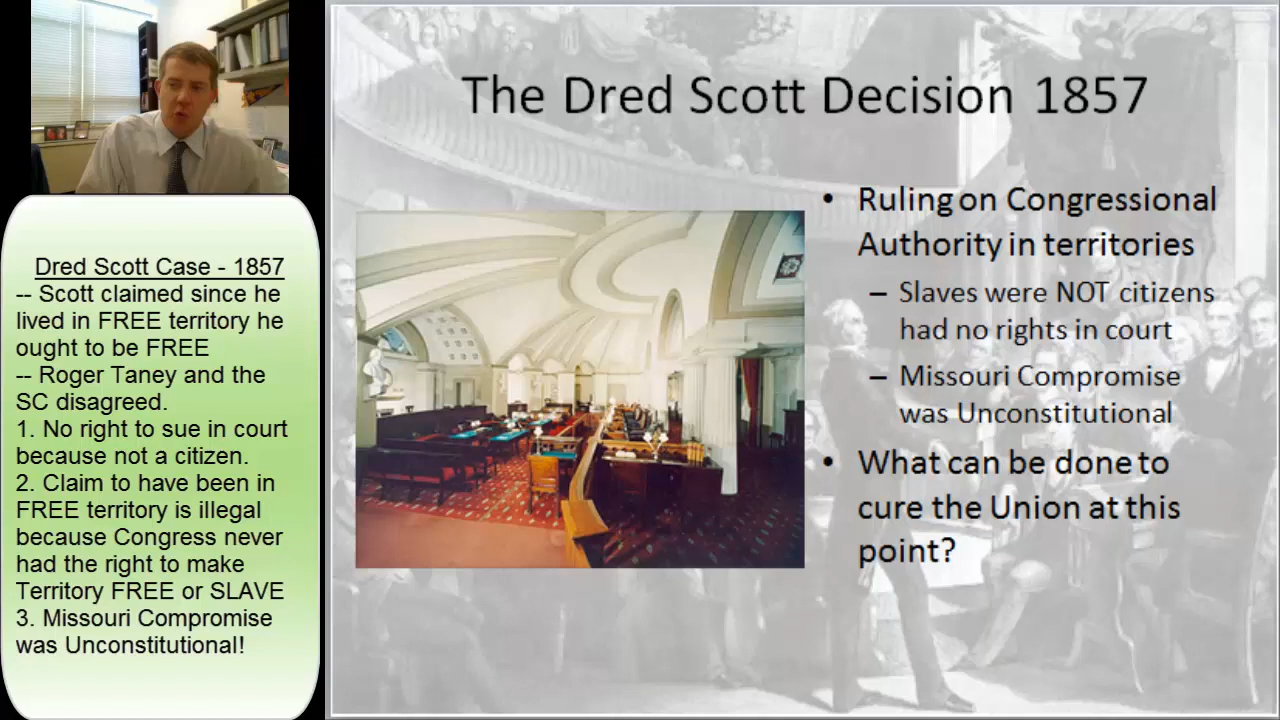 The Dred Scott Decision 1857
Dred Scott Case - 1857
-- Scott claimed since he
lived in FREE territory he
ought to be FREE
-- Roger Taney and the
SC disagreed.
1. No right to sue in court
because not a citizen.
2. Claim to have been in
FREE territory is illegal
because Congress never
had the right to make
Territory FREE or SLAVE
3. Missouri Compromise
was Unconstitutional!
• Ruling on Congressional
Authority in territories
– Slaves were NOT citizens
had no rights in court
– Missouri Compromise
was Unconstitutional
• What can be done to
cure the Union at this
point?